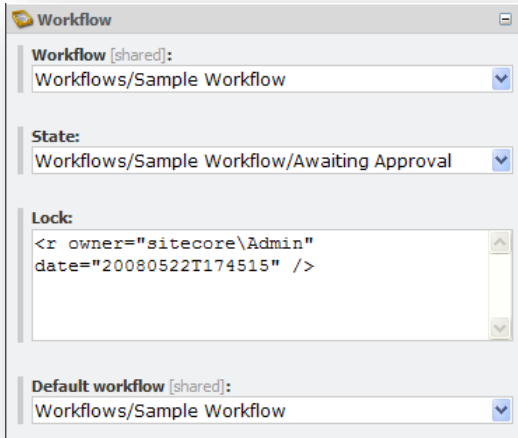 Workflow
Workflow [shared]:
Workflows/Sample Workflow
State:
Workflows/Sample Workflow/Awaiting Approval
Lock:
<r owner="sitecore\Admin"
date="20080522T174515" />
Default workflow [shared]:
Workflows/Sample Workflow